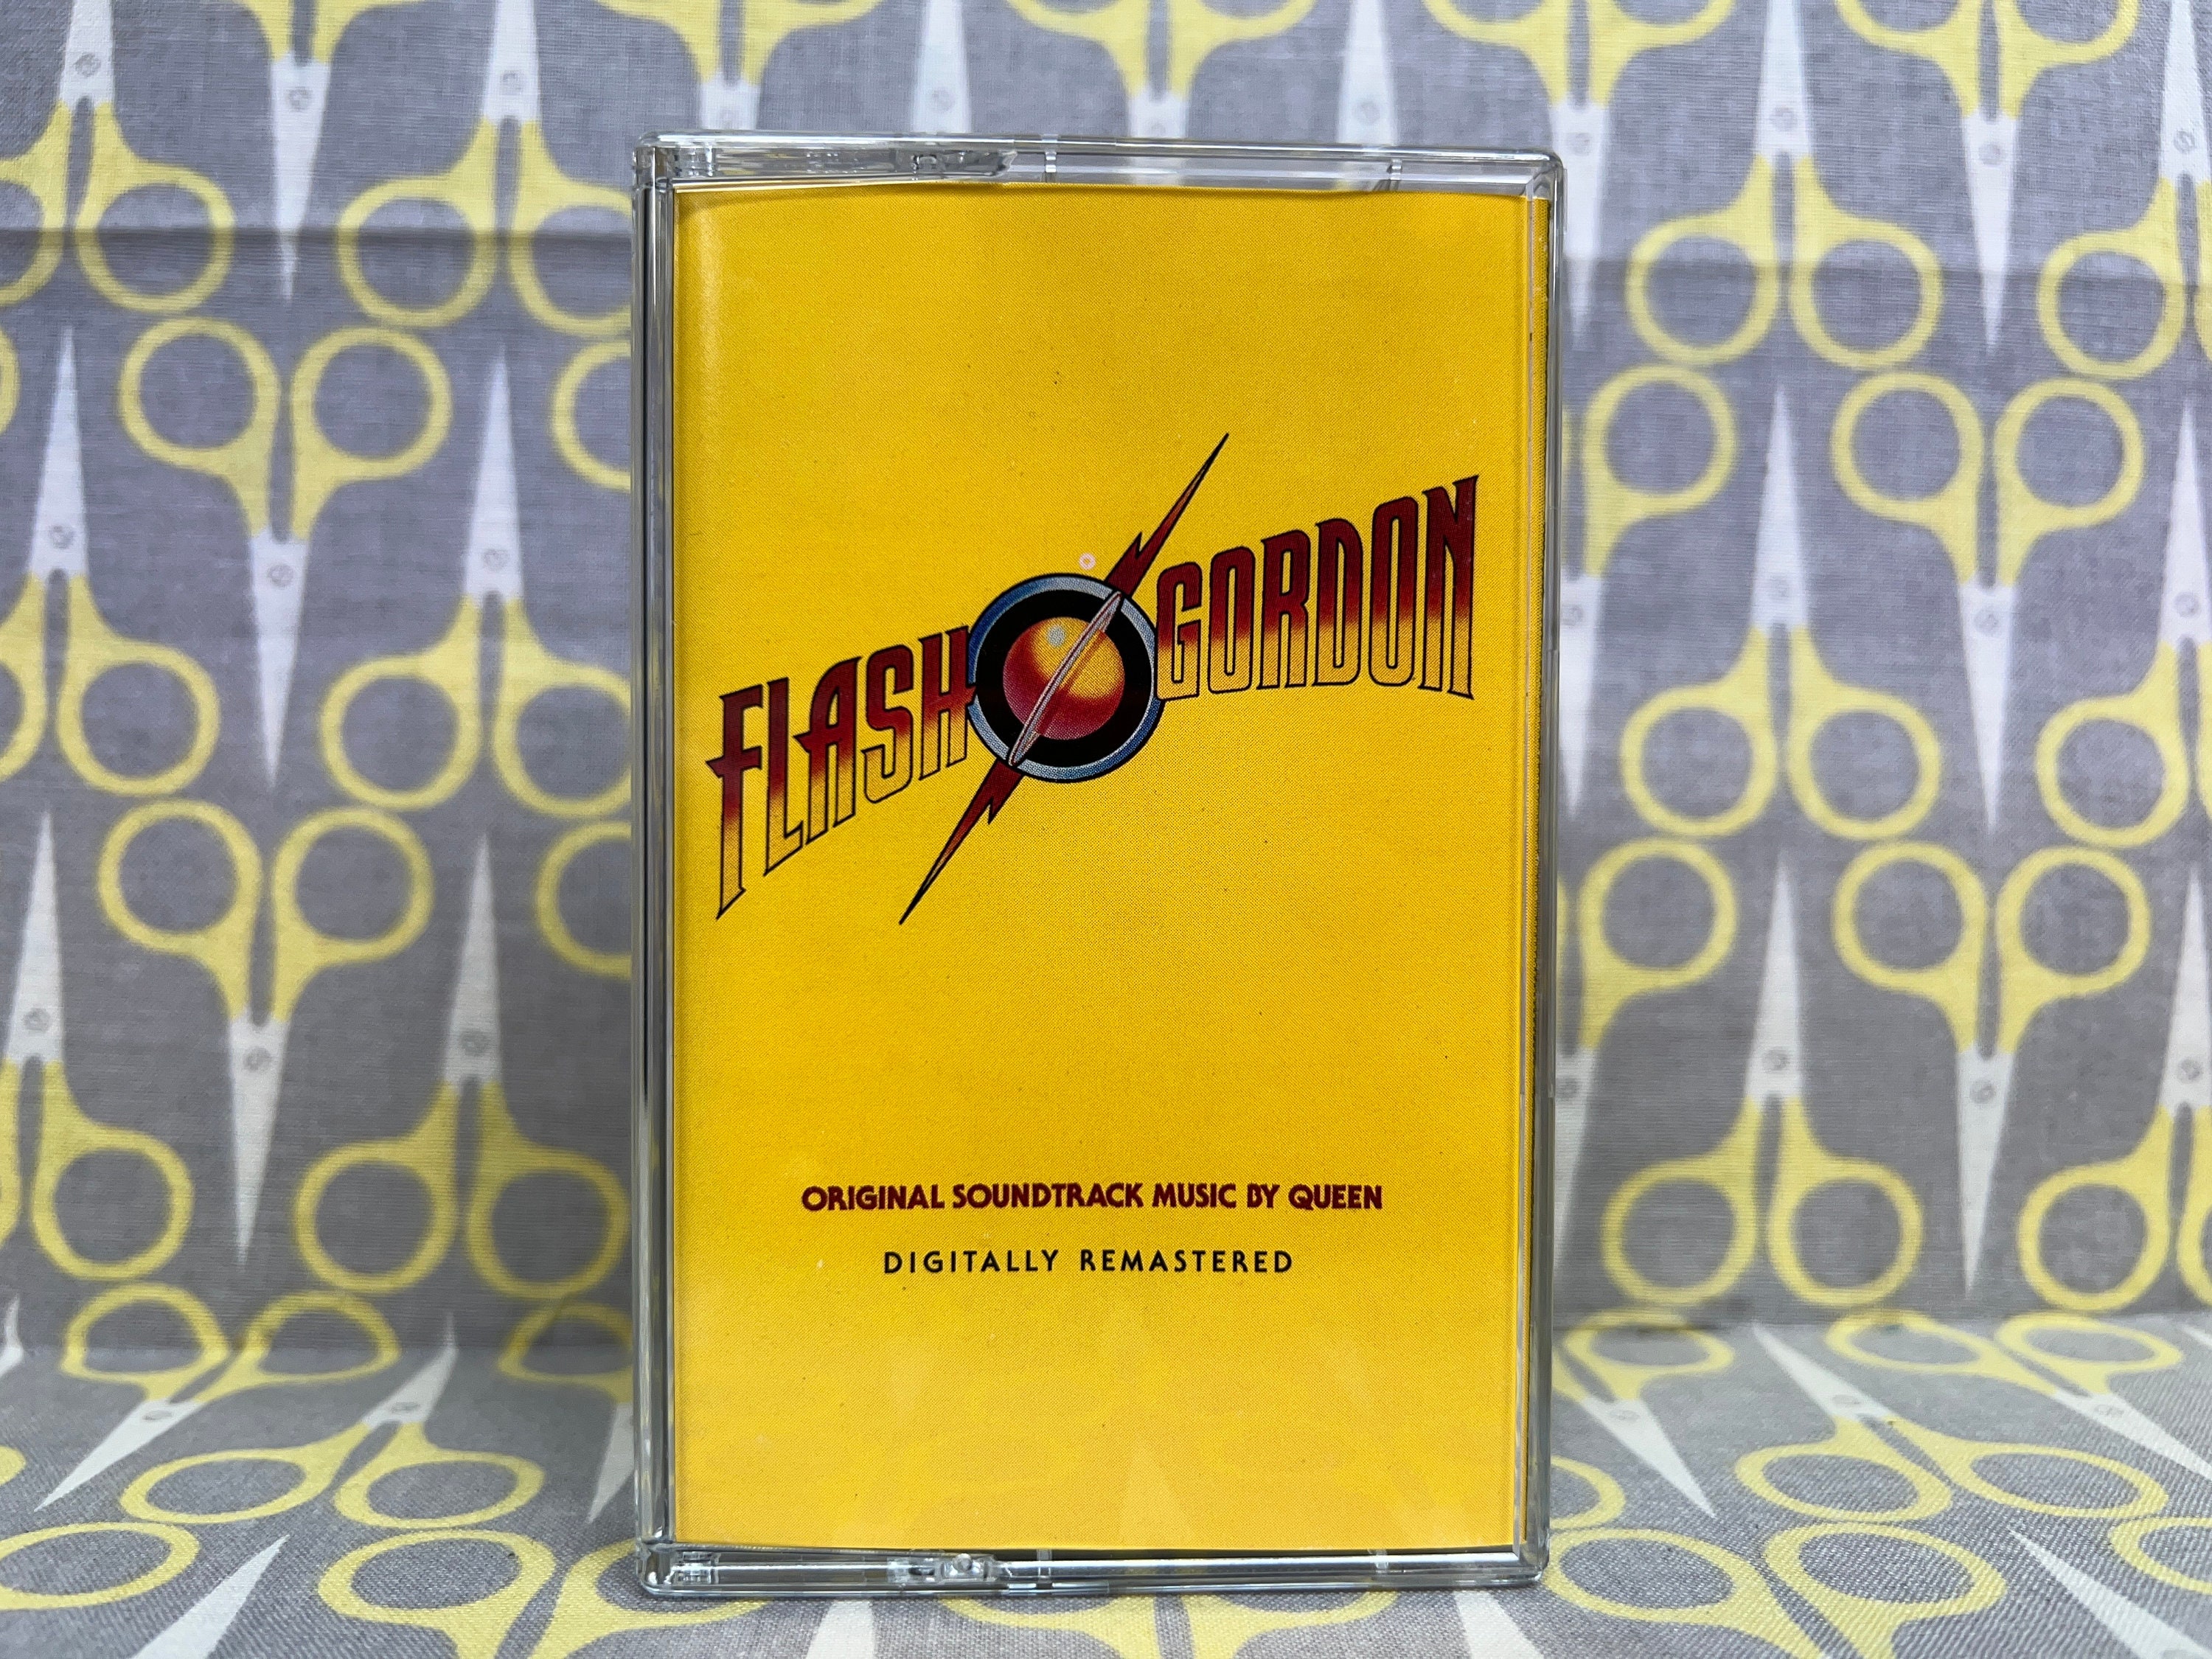 FLASH GORDON
ORIGINAL SOUNDTRACK MUSIC BY QUEEN
DIGITALLY REMASTERED